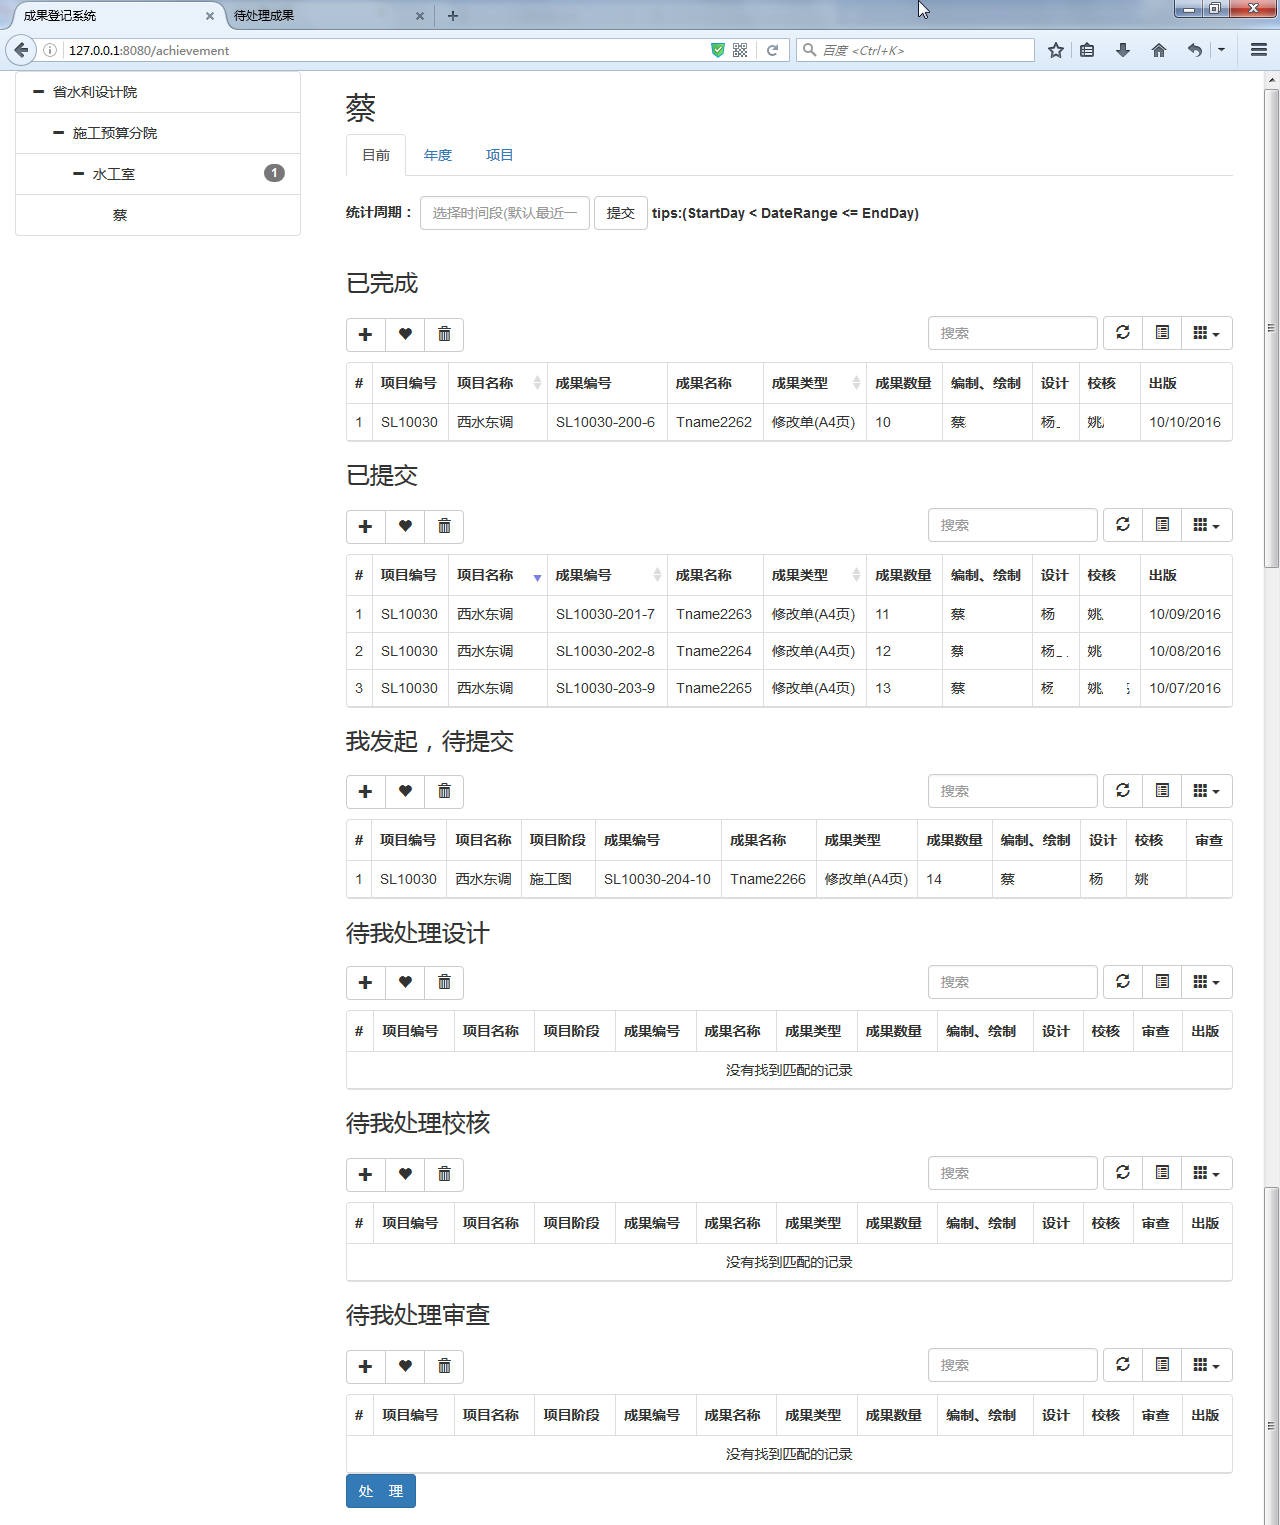 成果登记系统 待处理成果
127.0.0.1:8080/achievement 百度 <Ctrl+K>
省水利设计院
施工预算分院
水工室 1
蔡
蔡
目前 年度 项目
统计周期： 选择时间段(默认最近一 提交 tips:(StartDay < DateRange <= EndDay)
已完成
搜索
# 项目编号 项目名称 成果编号 成果名称 成果类型 成果数量 编制、绘制 设计 校核 出版
1 SL10030 西水东调 SL10030-200-6 Tname2262 修改单(A4页) 10 蔡 杨 姚 10/10/2016
已提交
搜索
# 项目编号 项目名称 成果编号 成果名称 成果类型 成果数量 编制、绘制 设计 校核 出版
1 SL10030 西水东调 SL10030-201-7 Tname2263 修改单(A4页) 11 蔡 杨 姚 10/09/2016
2 SL10030 西水东调 SL10030-202-8 Tname2264 修改单(A4页) 12 蔡 杨 姚 10/08/2016
3 SL10030 西水东调 SL10030-203-9 Tname2265 修改单(A4页) 13 蔡 杨 姚 10/07/2016
我发起，待提交
搜索
# 项目编号 项目名称 项目阶段 成果编号 成果名称 成果类型 成果数量 编制、绘制 设计 校核 审查
1 SL10030 西水东调 施工图 SL10030-204-10 Tname2266 修改单(A4页) 14 蔡 杨 姚
待我处理设计
搜索
# 项目编号 项目名称 项目阶段 成果编号 成果名称 成果类型 成果数量 编制、绘制 设计 校核 审查 出版
没有找到匹配的记录
待我处理校核
搜索
# 项目编号 项目名称 项目阶段 成果编号 成果名称 成果类型 成果数量 编制、绘制 设计 校核 审查 出版
没有找到匹配的记录
待我处理审查
搜索
# 项目编号 项目名称 项目阶段 成果编号 成果名称 成果类型 成果数量 编制、绘制 设计 校核 审查 出版
没有找到匹配的记录
处 理